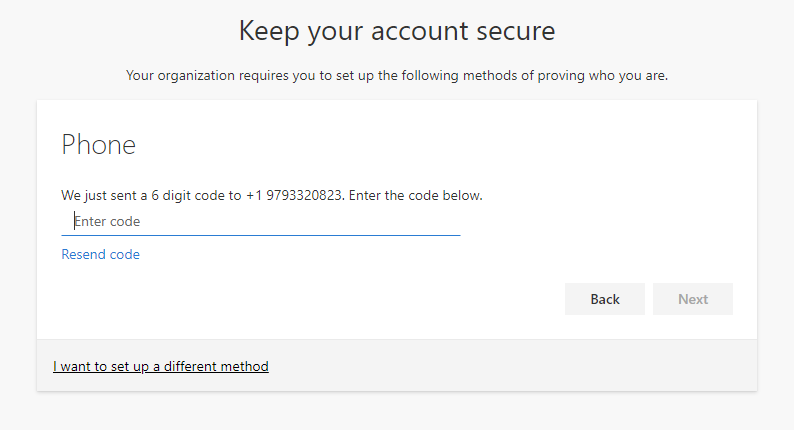 Keep your account secure
Your organization requires you to set up the following methods of proving who you are.
Phone
We just sent a 6 digit code to +1 9793320823. Enter the code below.
Enter code
Resend code
Back
Next
I want to set up a different method